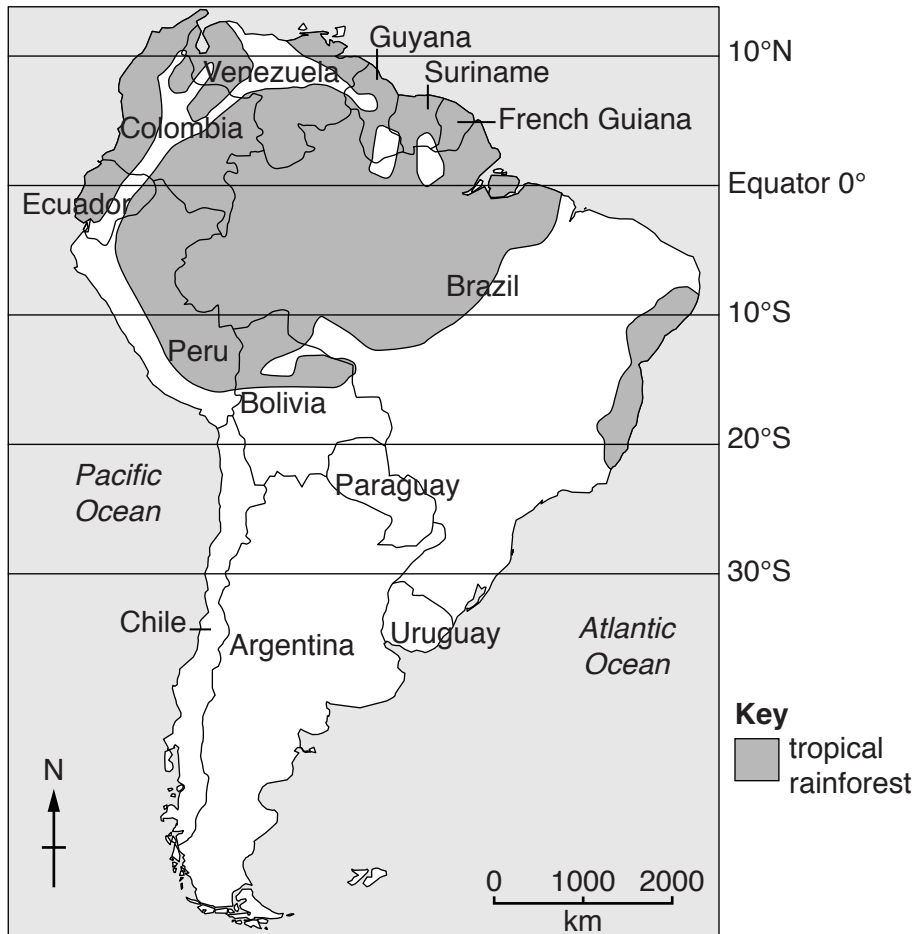 Guyana
10°N
Venezuela
Suriname
Colombia
French Guiana
Ecuador
Equator 0°
Brazil
10°S
Peru
Bolivia
20°S
Pacific
Ocean
Paraguay
30°S
Chile
Argentina
Uruguay
Atlantic
Ocean
Key
tropical
rainforest
N
0 1000 2000
km